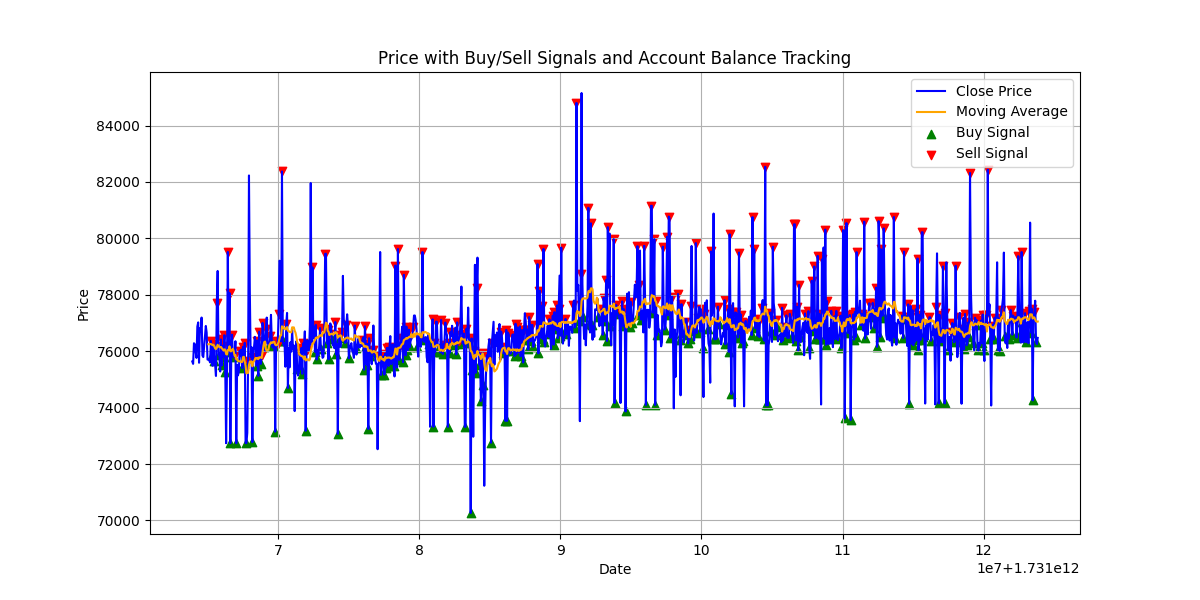 Price with Buy/Sell Signals and Account Balance Tracking
Close Price
Moving Average
Buy Signal
Sell Signal
84000
82000
80000
78000
76000
74000
72000
70000
Price
7 8 9 10 11 12
Date
1e7+1.731e12